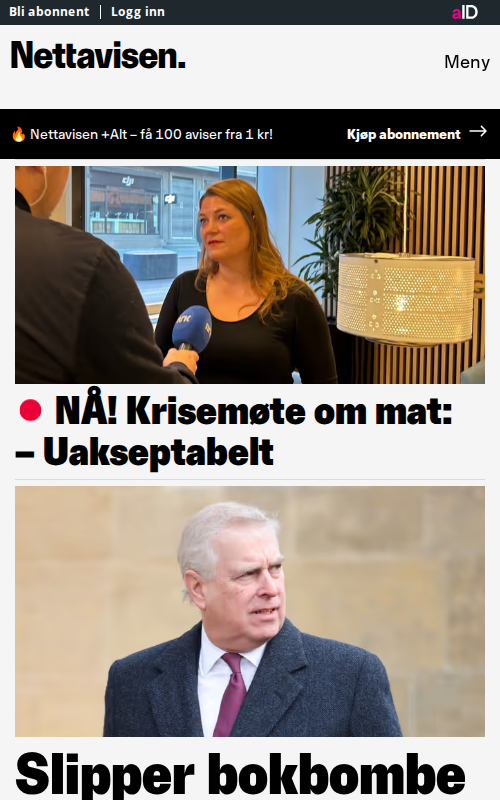 Bli abonnent
Logg inn
aID
Nettavisen.
Meny
🔥 Nettavisen +Alt – få 100 aviser fra 1 kr!
Kjøp abonnement →
dji
NRK
NÅ! Krisemøte om mat:
– Uakseptabelt
Slipper bokbombe